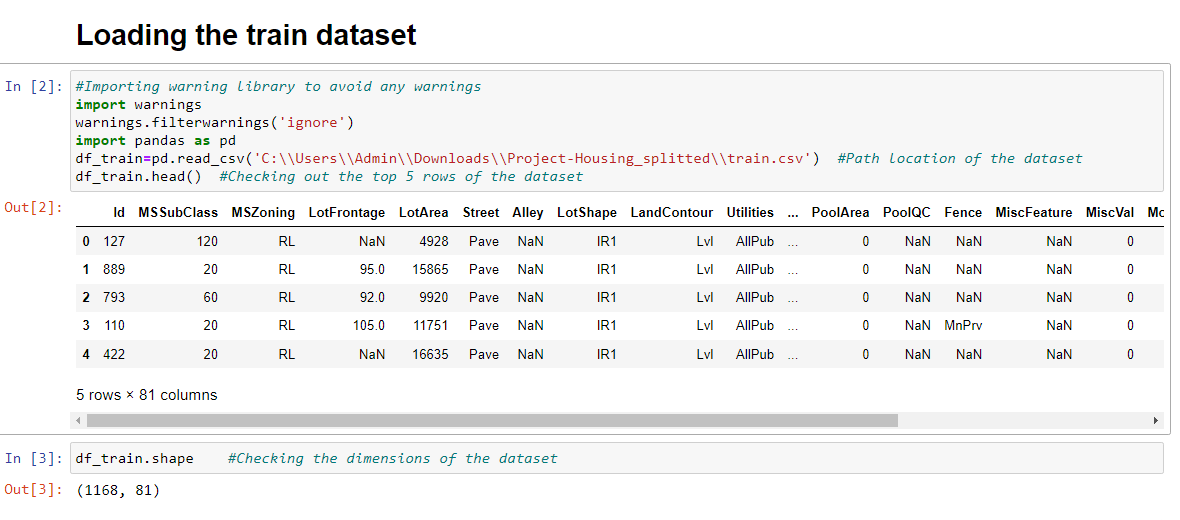 Loading the train dataset
In [2]: #Importing warning library to avoid any warnings
import warnings
warnings.filterwarnings('ignore')
import pandas as pd
df_train=pd.read_csv('C:\\Users\\Admin\\Downloads\\Project-Housing_splitted\\train.csv')  #Path location of the dataset
df_train.head()  #Checking out the top 5 rows of the dataset
Out[2]:
Id MSSubClass MSZoning LotFrontage LotArea Street Alley LotShape LandContour Utilities ... PoolArea PoolQC Fence MiscFeature MiscVal Mc
0 127 120 RL NaN 4928 Pave NaN IR1 Lvl AllPub ... 0 NaN NaN NaN 0
1 889 20 RL 95.0 15865 Pave NaN IR1 Lvl AllPub ... 0 NaN NaN NaN 0
2 793 60 RL 92.0 9920 Pave NaN IR1 Lvl AllPub ... 0 NaN NaN NaN 0
3 110 20 RL 105.0 11751 Pave NaN IR1 Lvl AllPub ... 0 NaN MnPrv NaN 0
4 422 20 RL NaN 16635 Pave NaN IR1 Lvl AllPub ... 0 NaN NaN NaN 0
5 rows × 81 columns
In [3]: df_train.shape    #Checking the dimensions of the dataset
Out[3]: (1168, 81)